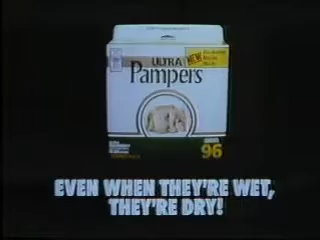 ULTRA
Pampers
NEW
96
EVEN WHEN THEY'RE WET,
THEY'RE DRY!